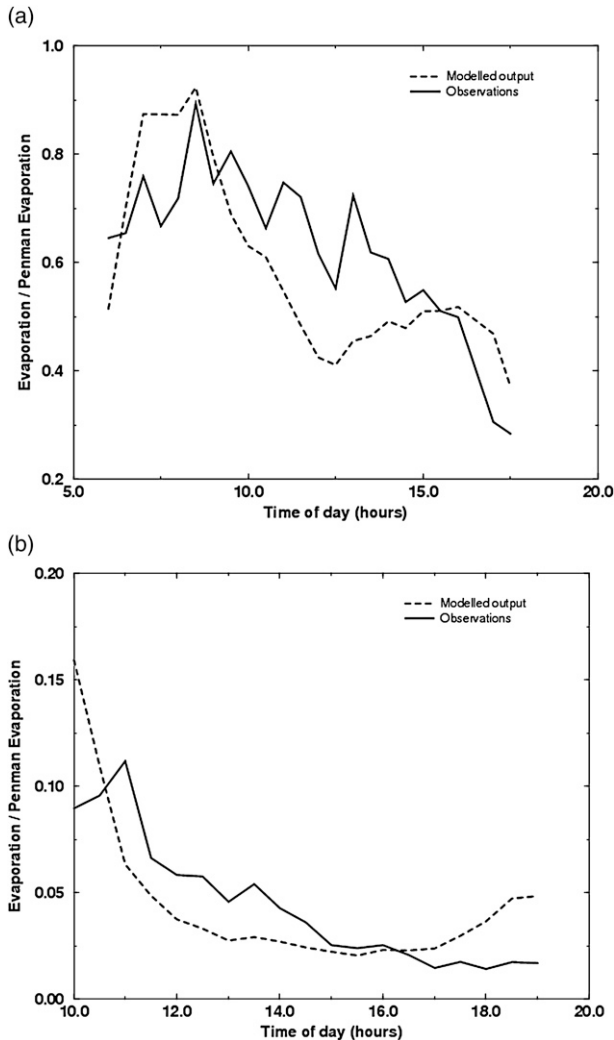 (a)
1.0
0.8
0.6
0.4
0.2
Evaporation / Penman Evaporation
Modelled output
Observations
5.0 10.0 15.0 20.0
Time of day (hours)
(b)
0.20
0.15
0.10
0.05
0.00
Evaporation / Penman Evaporation
Modelled output
Observations
10.0 12.0 14.0 16.0 18.0 20.0
Time of day (hours)